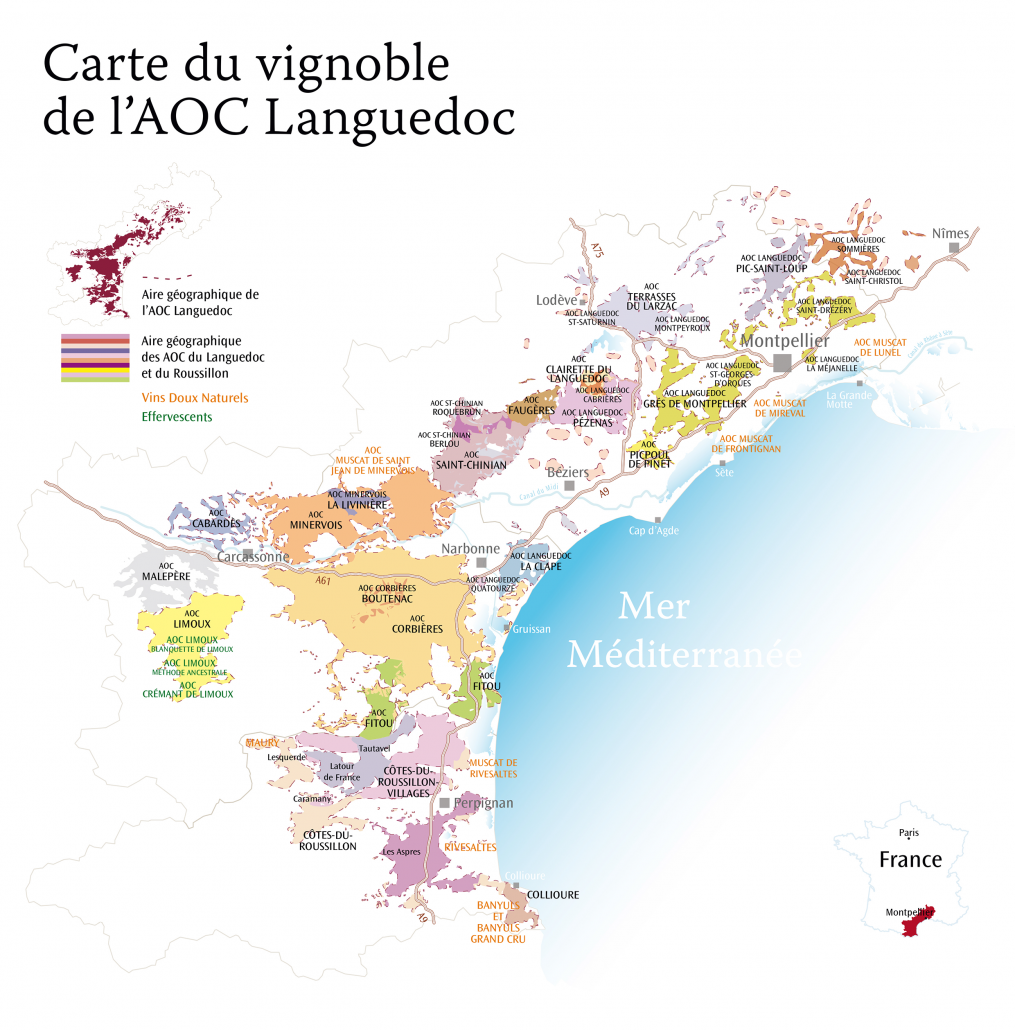 Carte du vignoble
de l'AOC Languedoc
Aire géographique de
l'AOC Languedoc
Aire géographique
des AOC du Languedoc
et du Roussillon
Vins Doux Naturels
Effervescents
Nîmes
A75
AOC LANGUEDOC
SOMMIÈRES
AOC LANGUEDOC
PIC-SAINT-LOUP
AOC LANGUEDOC
SAINT-CHRISTOL
AOC
TERRASSES
DU LARZAC
Lodève
AOC LANGUEDOC
ST-SATURNIN
AOC LANGUEDOC
MONTPEYROUX
AOC LANGUEDOC
SAINT-DRÉZÉRY
Montpellier
AOC MUSCAT
DE LUNEL
AOC LANGUEDOC
LA MÉJANELLE
AOC
CLAIRETTE DU
LANGUEDOC
AOC LANGUEDOC
CABRIÈRES
AOC LANGUEDOC
ST-GEORGES
D'ORQUES
AOC LANGUEDOC
GRÈS DE MONTPELLIER
La Grande
Motte
AOC MUSCAT
DE MIREVAL
AOC ST-CHINIAN
ROQUEBRUN
AOC
FAUGÈRES
AOC LANGUEDOC
PÉZENAS
AOC ST-CHINIAN
BERLOU
AOC
SAINT-CHINIAN
AOC
PICPOUL
DE PINET
AOC MUSCAT
DE FRONTIGNAN
Sète
AOC
MUSCAT DE SAINT
JEAN DE MINERVOIS
Béziers
Canal du Midi
A9
AOC MINERVOIS
LA LIVINIÈRE
AOC
CABARDÈS
AOC
MINERVOIS
Cap d'Agde
Carcassonne
Narbonne
AOC LANGUEDOC
LA CLAPE
AOC
MALEPÈRE
A61
AOC LANGUEDOC
QUATOURZE
AOC CORBIÈRES
BOUTENAC
AOC
CORBIÈRES
Gruissan
Mer
Méditerranée
AOC
LIMOUX
AOC LIMOUX
BLANQUETTE DE LIMOUX
AOC LIMOUX
MÉTHODE ANCESTRALE
AOC
CRÉMANT DE LIMOUX
AOC
FITOU
AOC
FITOU
MAURY
Tautavel
Lesquerde
Latour
de France
CÔTES-DU-
ROUSSILLON-
VILLAGES
MUSCAT DE
RIVESALTES
Caramany
Perpignan
CÔTES-DU-
ROUSSILLON
Les Aspres
RIVESALTES
Collioure
COLLIOURE
BANYULS
ET
BANYULS
GRAND CRU
A9
Paris
France
Montpellier